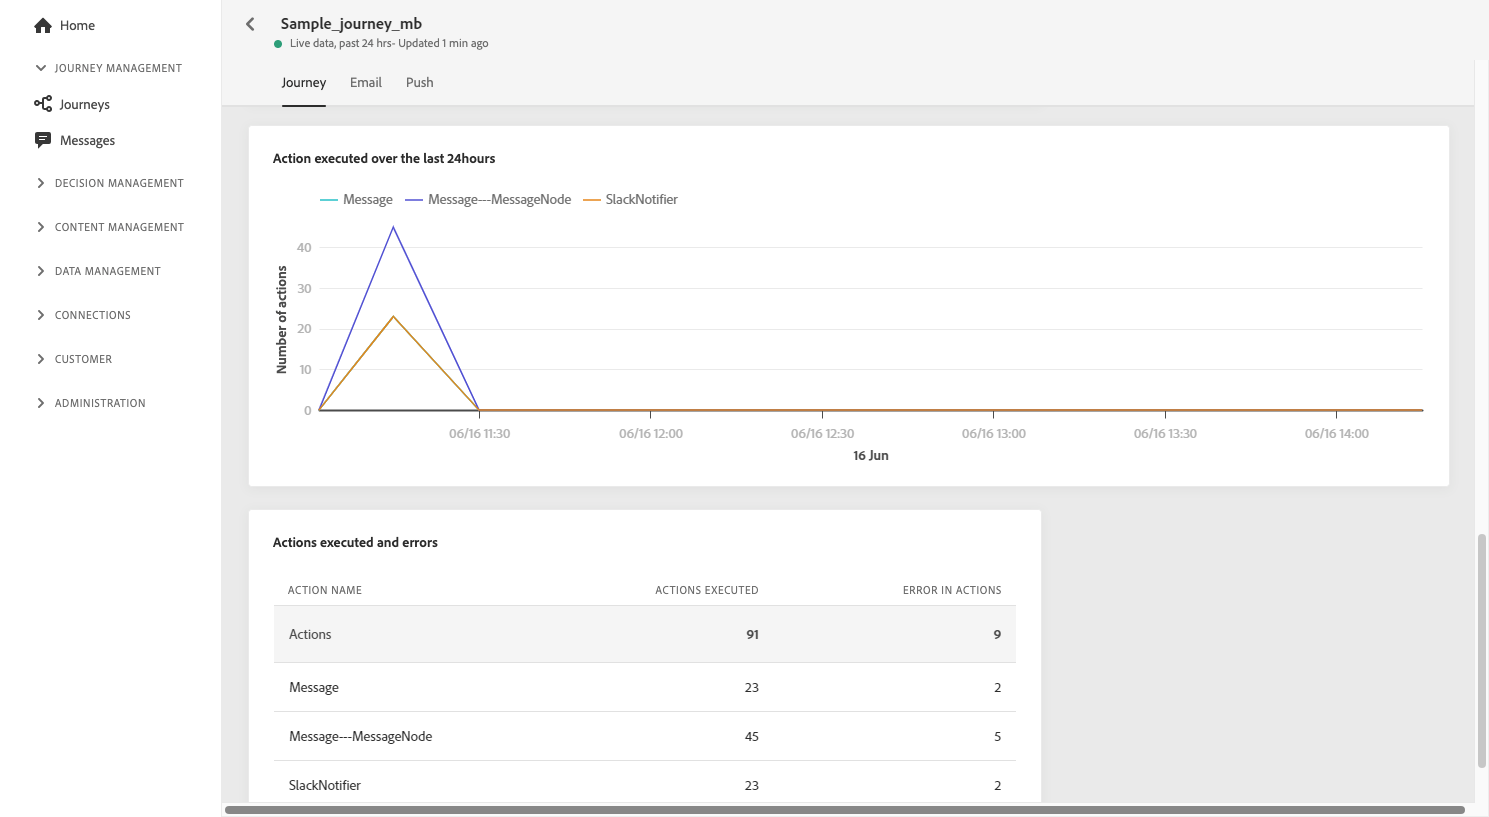 Home
JOURNEY MANAGEMENT
Journeys
Messages
DECISION MANAGEMENT
CONTENT MANAGEMENT
DATA MANAGEMENT
CONNECTIONS
CUSTOMER
ADMINISTRATION
Sample_journey_mb
Live data, past 24 hrs- Updated 1 min ago
Journey Email Push
Action executed over the last 24hours
Message Message---MessageNode SlackNotifier
Number of actions
40
30
20
10
0
06/16 11:30 06/16 12:00 06/16 12:30 06/16 13:00 06/16 13:30 06/16 14:00
16 Jun
Actions executed and errors
ACTION NAME ACTIONS EXECUTED ERROR IN ACTIONS
Actions 91 9
Message 23 2
Message---MessageNode 45 5
SlackNotifier 23 2